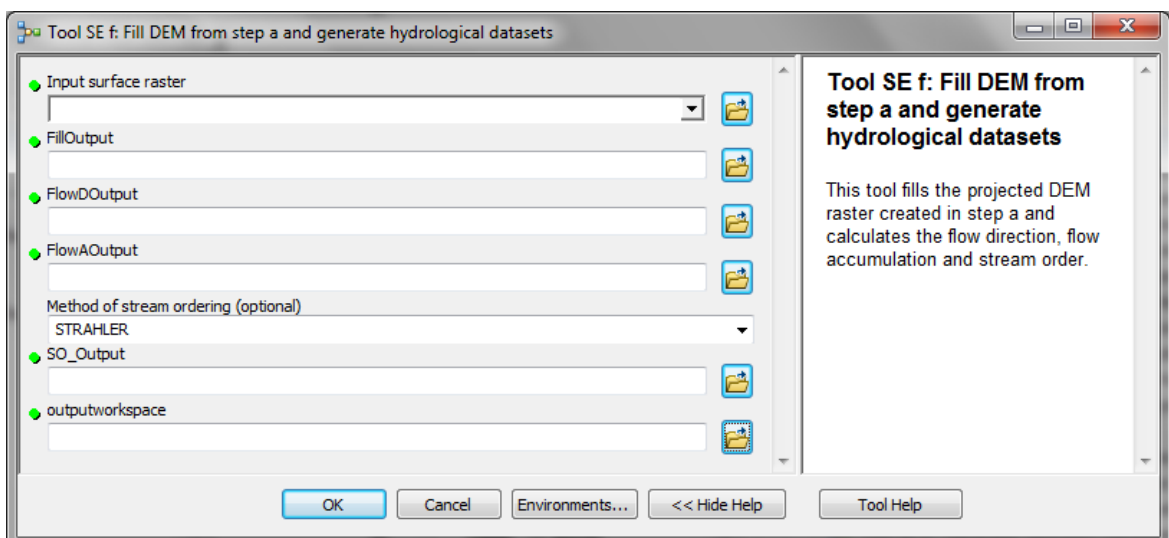 Tool SE f: Fill DEM from step a and generate hydrological datasets
Input surface raster
FillOutput
FlowDOutput
FlowAOutput
Method of stream ordering (optional)
STRAHLER
SO_Output
outputworkspace
Tool SE f: Fill DEM from
step a and generate
hydrological datasets
This tool fills the projected DEM
raster created in step a and
calculates the flow direction, flow
accumulation and stream order.
OK
Cancel
Environments...
<< Hide Help
Tool Help